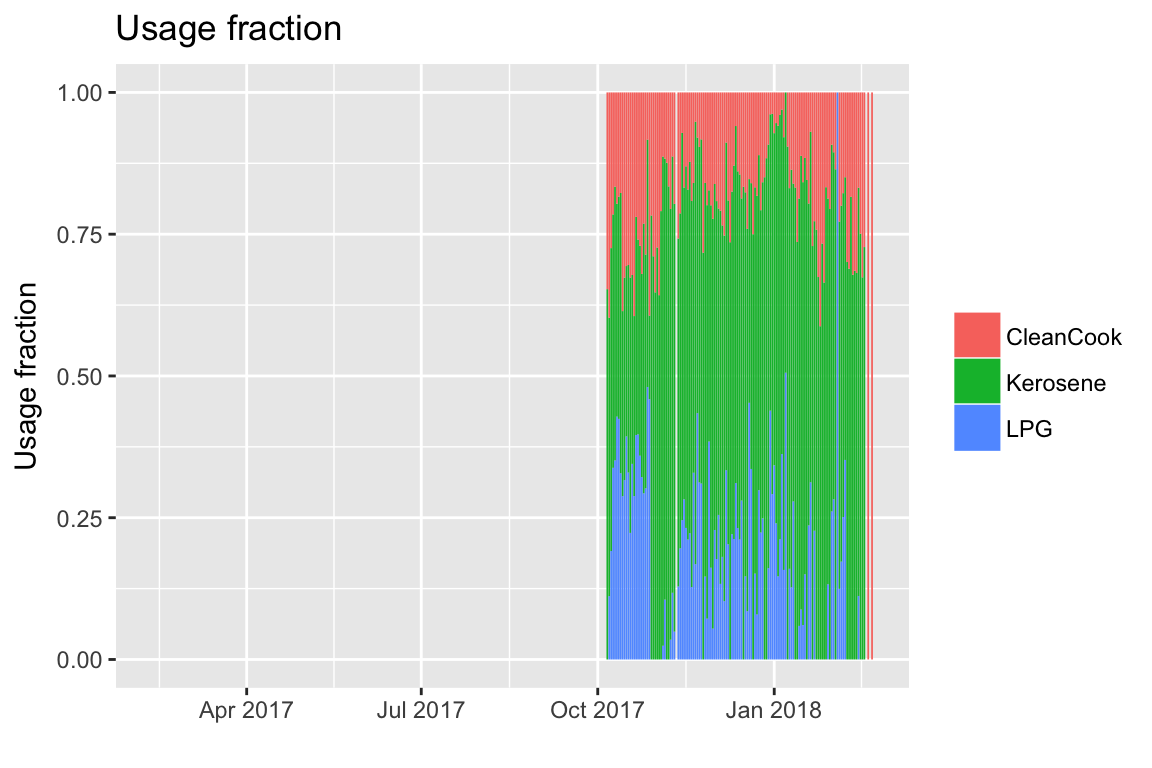 Usage fraction
1.00
0.75
0.50
0.25
0.00
Usage fraction
Apr 2017 Jul 2017 Oct 2017 Jan 2018
CleanCook
Kerosene
LPG